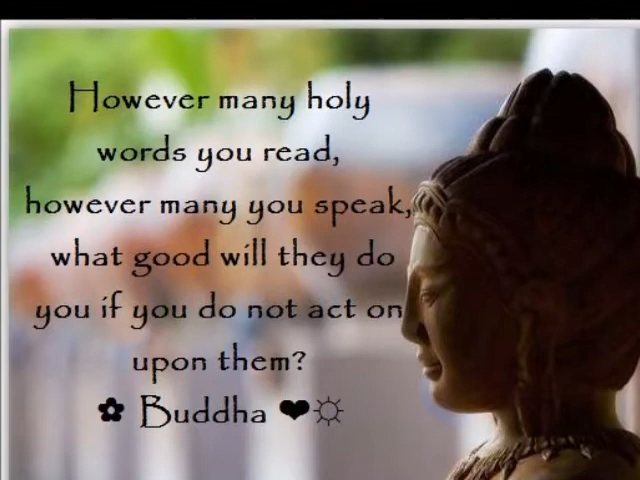 However many holy
words you read,
however many you speak,
what good will they do
you if you do not act on
upon them?
✿ Buddha ❤☼